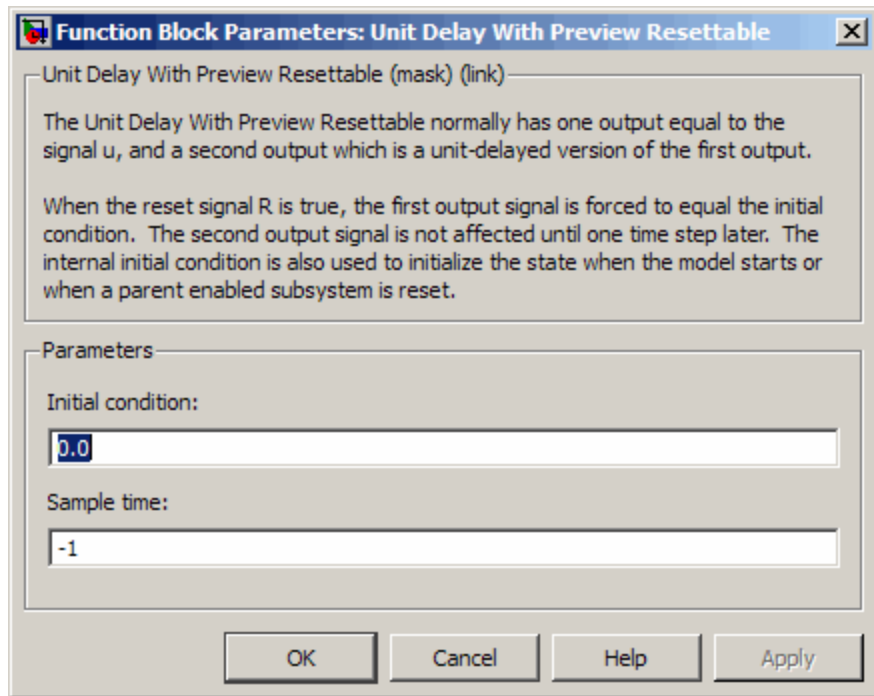 Function Block Parameters: Unit Delay With Preview Resettable
Unit Delay With Preview Resettable (mask) (link)
The Unit Delay With Preview Resettable normally has one output equal to the
signal u, and a second output which is a unit-delayed version of the first output.
When the reset signal R is true, the first output signal is forced to equal the initial
condition.  The second output signal is not affected until one time step later.  The
internal initial condition is also used to initialize the state when the model starts or
when a parent enabled subsystem is reset.
Parameters
Initial condition:
0.0
Sample time:
-1
OK Cancel Help Apply